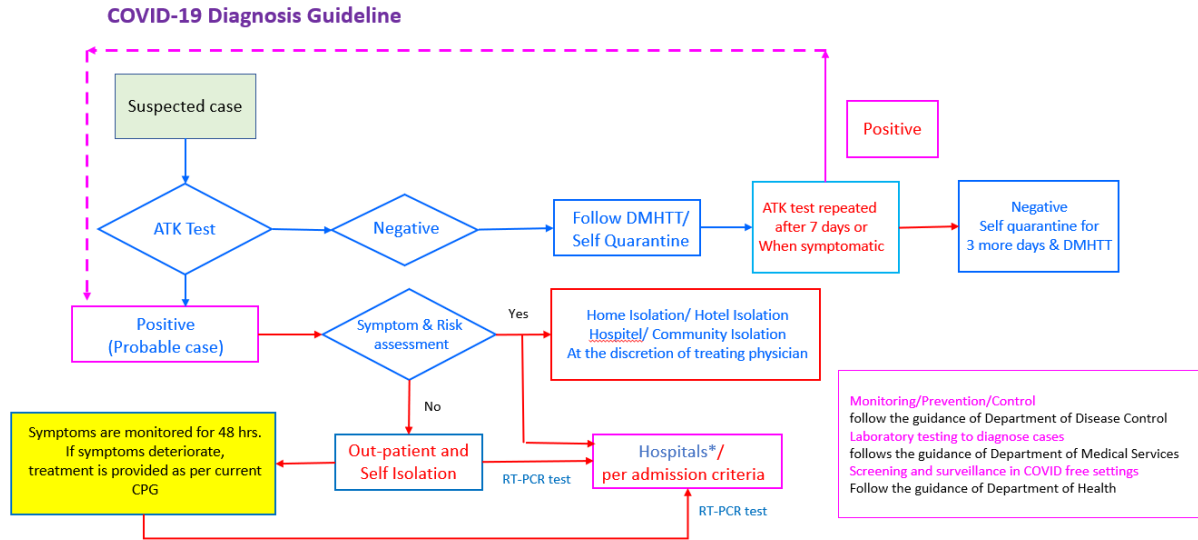 COVID-19 Diagnosis Guideline
Suspected case
Positive
ATK Test
Negative
Follow DMHTT/
Self Quarantine
ATK test repeated
after 7 days or
When symptomatic
Negative
Self quarantine for
3 more days & DMHTT
Positive
(Probable case)
Symptom & Risk
assessment
Yes
Home Isolation/ Hotel Isolation
Hospitel/ Community Isolation
At the discretion of treating physician
No
Symptoms are monitored for 48 hrs.
If symptoms deteriorate,
treatment is provided as per current
CPG
Out-patient and
Self Isolation
RT-PCR test
Hospitals*/
per admission criteria
RT-PCR test
Monitoring/Prevention/Control
follow the guidance of Department of Disease Control
Laboratory testing to diagnose cases
follows the guidance of Department of Medical Services
Screening and surveillance in COVID free settings
Follow the guidance of Department of Health